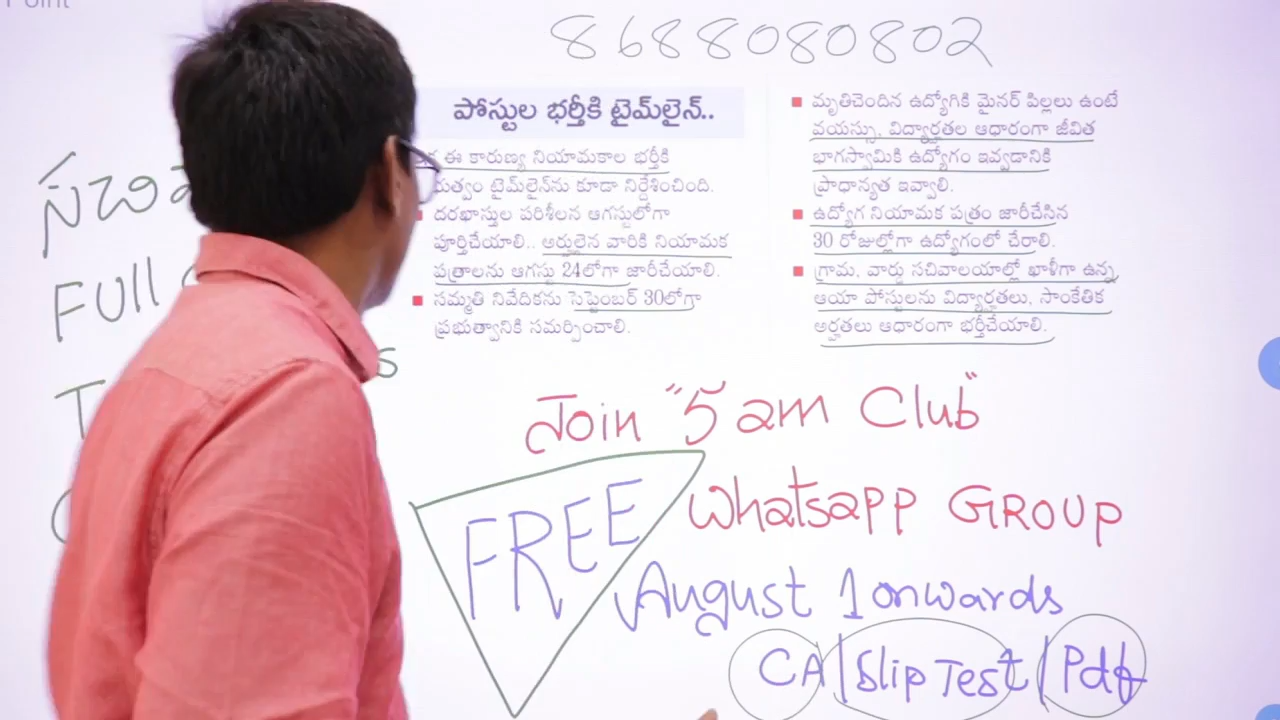 Point
8688080802
పోస్టుల భర్తీకి టైమ్‌లైన్..
ఈ కారుణ్య నియామకాల భర్తీకి
టైమ్‌లైన్‌ను కూడా నిర్దేశించింది.
దరఖాస్తుల పరిశీలన ఆగస్టులోగా
పూర్తిచేయాలి.. అర్హులైన వారికి నియామక
పత్రాలను ఆగస్టు 24లోగా జారీచేయాలి.
సమ్మతి నివేదికను సెప్టెంబర్ 30లోగా
ప్రభుత్వానికి సమర్పించాలి.
మృతిచెందిన ఉద్యోగికి మైనర్ పిల్లలు ఉంటే
వయస్సు, విద్యార్హతల ఆధారంగా జీవిత
భాగస్వామికి ఉద్యోగం ఇవ్వడానికి
ప్రాధాన్యత ఇవ్వాలి.
ఉద్యోగ నియామక పత్రం జారీచేసిన
30 రోజుల్లోగా ఉద్యోగంలో చేరాలి.
గ్రామ, వార్డు సచివాలయాల్లో ఖాళీగా ఉన్న
ఆయా పోస్టులను విద్యార్హతలు, సాంకేతిక
అర్హతలు ఆధారంగా భర్తీచేయాలి.
Full
Join "5 am Club"
FREE
Whatsapp GROUP
August 1 onwards
CA | Slip Test | Pdf